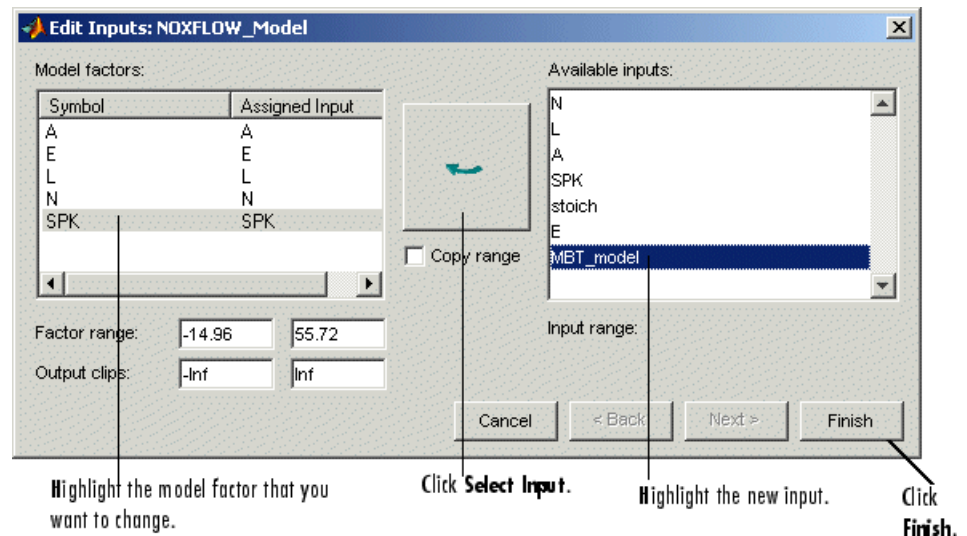 Edit Inputs: NOXFLOW_Model
Model factors:
Symbol Assigned Input
A A
E E
L L
N N
SPK SPK
Factor range: -14.96 55.72
Output clips: -Inf Inf
Copy range
Available inputs:
N
L
A
SPK
stoich
E
MBT_model
Input range:
Cancel < Back Next > Finish
Highlight the model factor that you
want to change.
Click Select Input.
Highlight the new input.
Click
Finish.